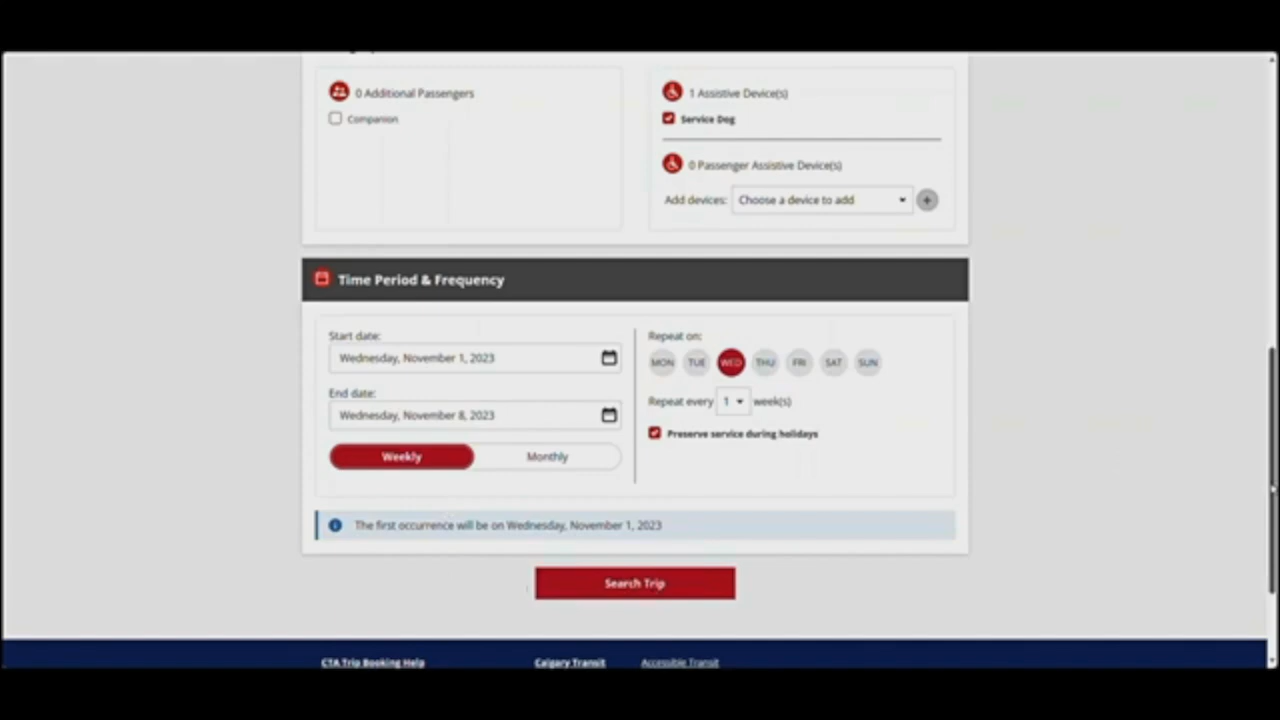 0 Additional Passengers
Companion
1 Assistive Device(s)
Service Dog
0 Passenger Assistive Device(s)
Add devices: Choose a device to add
Time Period & Frequency
Start date:
Wednesday, November 1, 2023
End date:
Wednesday, November 8, 2023
Weekly Monthly
Repeat on:
MON TUE WED THU FRI SAT SUN
Repeat every 1 week(s)
Preserve service during holidays
The first occurrence will be on Wednesday, November 1, 2023
Search Trip
CTA Trip Booking Help Calgary Transit Accessible Transit